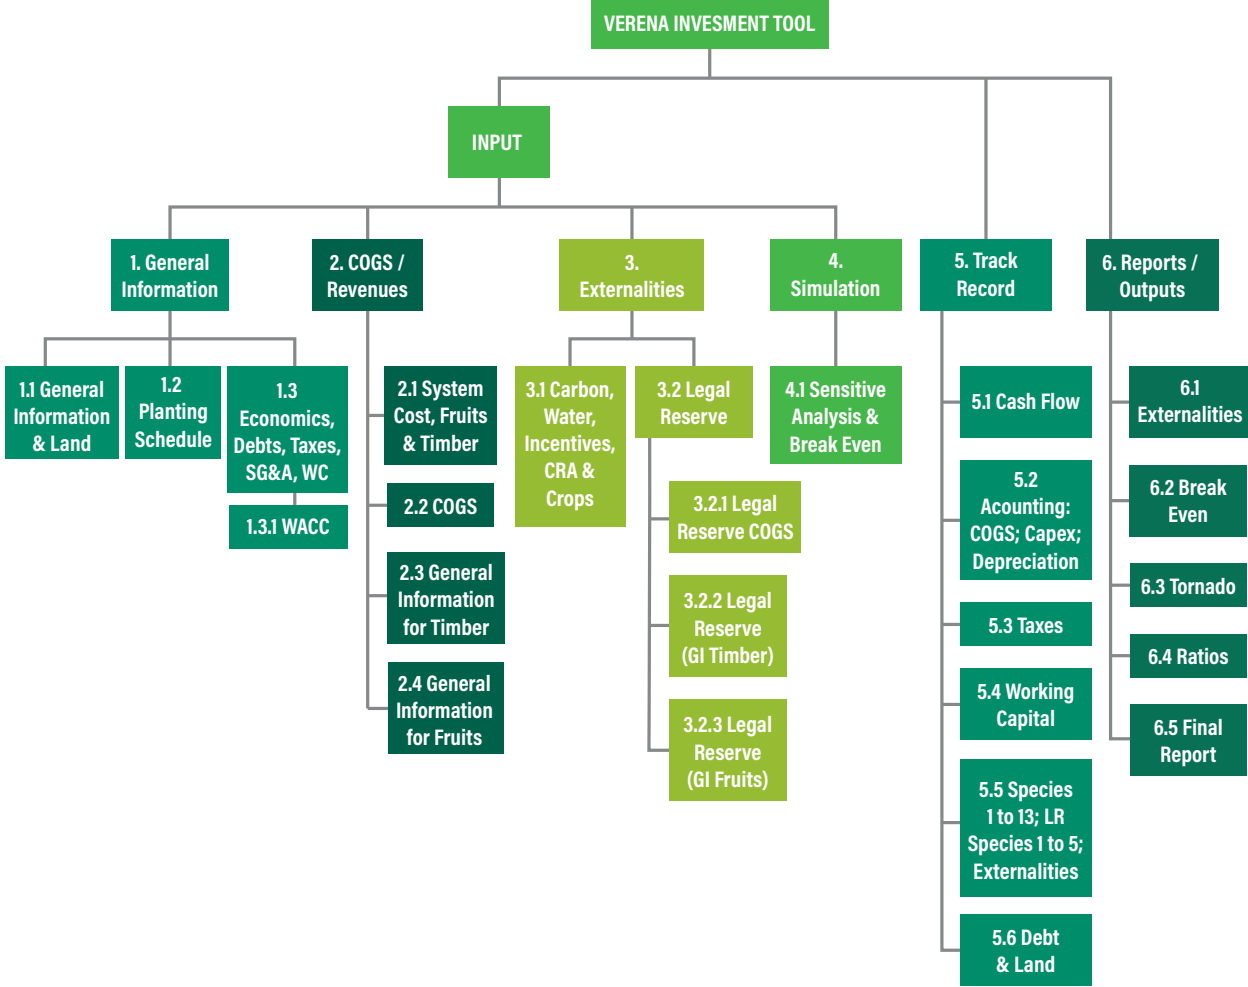 VERENA INVESMENT TOOL
INPUT
1. General
Information
2. COGS /
Revenues
3.
Externalities
4.
Simulation
5. Track
Record
6. Reports /
Outputs
1.1 General
Information
& Land
1.2
Planting
Schedule
1.3
Economics,
Debts, Taxes,
SG&A, WC
1.3.1 WACC
2.1 System
Cost, Fruits
& Timber
2.2 COGS
2.3 General
Information
for Timber
2.4 General
Information
for Fruits
3.1 Carbon,
Water,
Incentives,
CRA &
Crops
3.2 Legal
Reserve
3.2.1 Legal
Reserve COGS
3.2.2 Legal
Reserve
(GI Timber)
3.2.3 Legal
Reserve
(GI Fruits)
4.1 Sensitive
Analysis &
Break Even
5.1 Cash Flow
5.2
Acounting:
COGS; Capex;
Depreciation
5.3 Taxes
5.4 Working
Capital
5.5 Species
1 to 13; LR
Species 1 to 5;
Externalities
5.6 Debt
& Land
6.1
Externalities
6.2 Break
Even
6.3 Tornado
6.4 Ratios
6.5 Final
Report